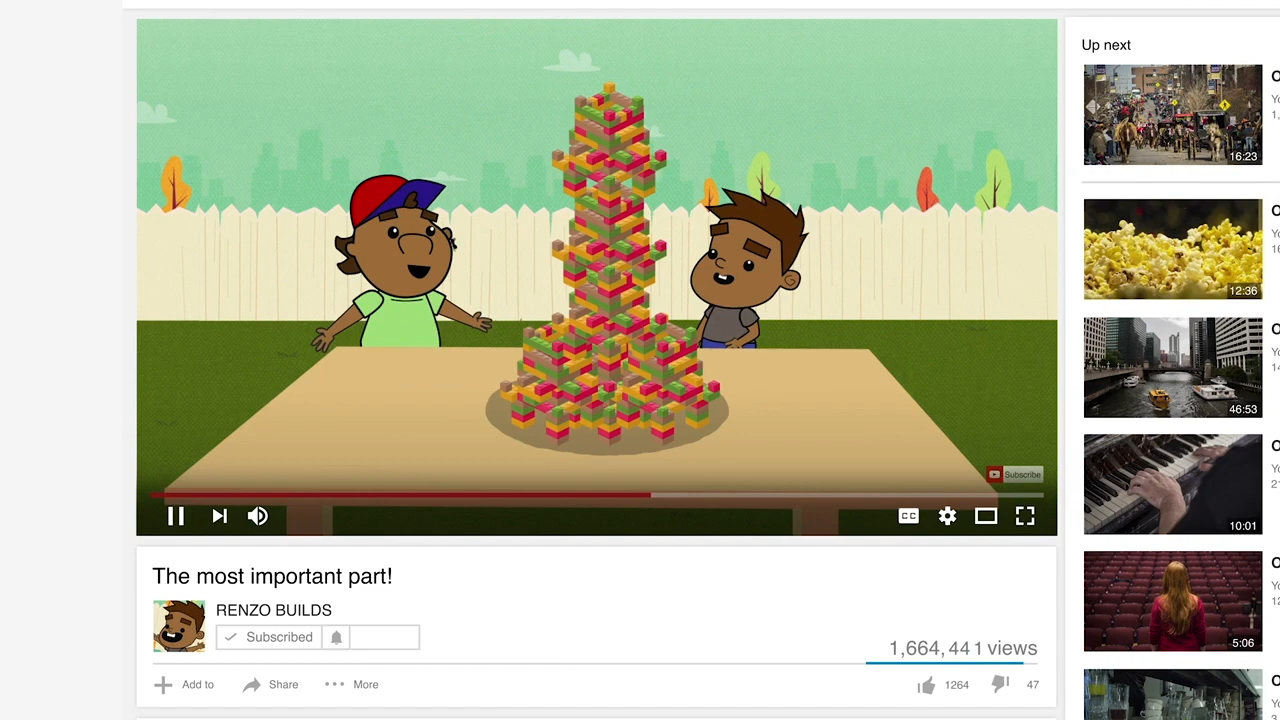 Up next
16:23
12:36
46:53
10:01
5:06
Subscribe
CC
The most important part!
RENZO BUILDS
Subscribed
1,664,441 views
Add to
Share
More
1264
47